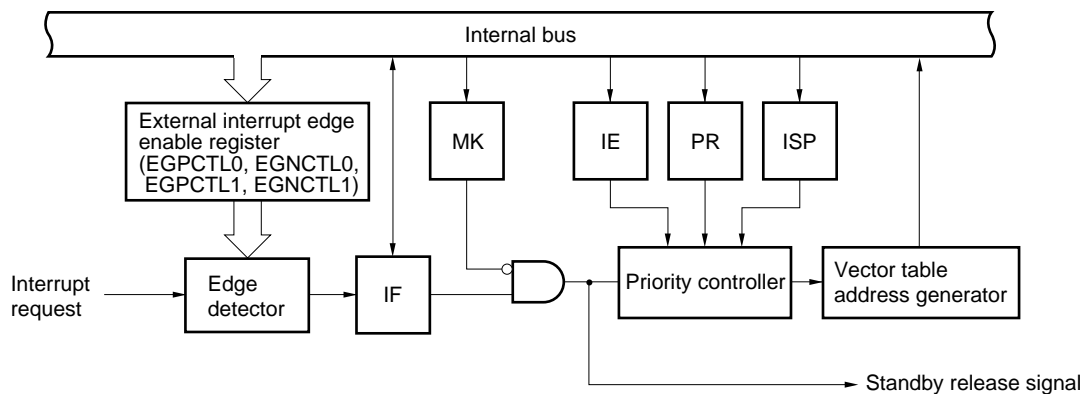 Internal bus
External interrupt edge
enable register
(EGPCTL0, EGNCTL0,
EGPCTL1, EGNCTL1)
MK
IE
PR
ISP
Interrupt
request
Edge
detector
IF
Priority controller
Vector table
address generator
Standby release signal